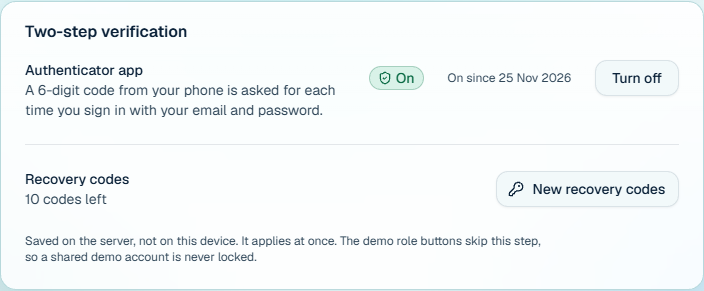 Two-step verification
Authenticator app
A 6-digit code from your phone is asked for each
time you sign in with your email and password.
On
On since 25 Nov 2026
Turn off
Recovery codes
10 codes left
New recovery codes
Saved on the server, not on this device. It applies at once. The demo role buttons skip this step,
so a shared demo account is never locked.